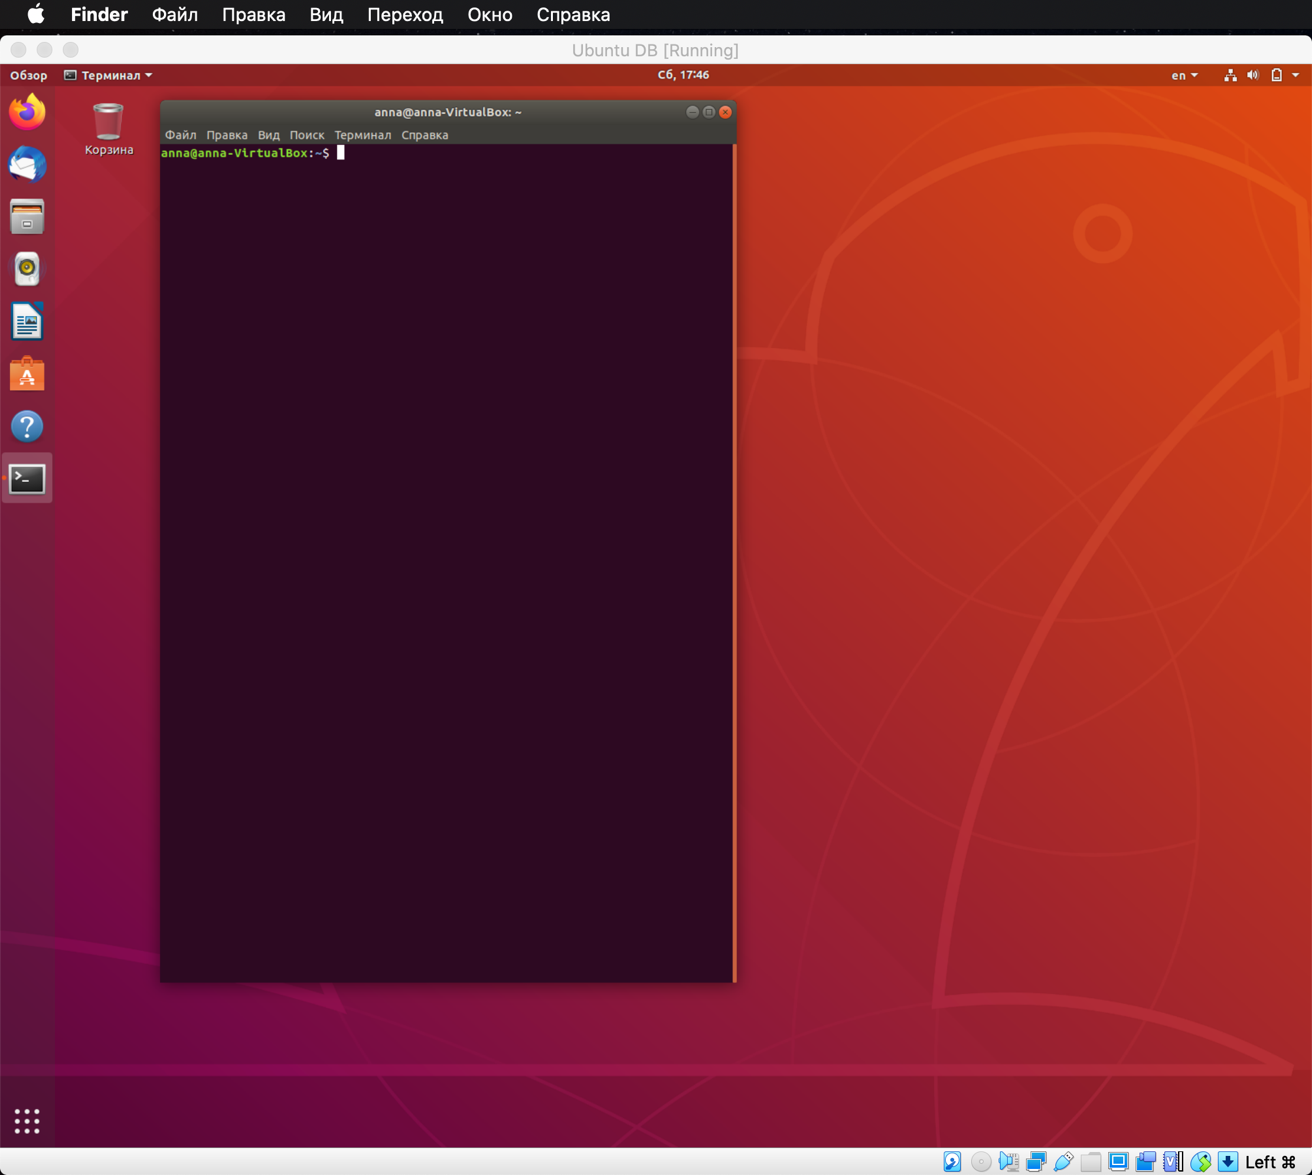 Finder Файл Правка Вид Переход Окно Справка
Ubuntu DB [Running]
Обзор Терминал Сб, 17:46 en
anna@anna-VirtualBox: ~
Файл Правка Вид Поиск Терминал Справка
anna@anna-VirtualBox:~$
Корзина
Left ⌘